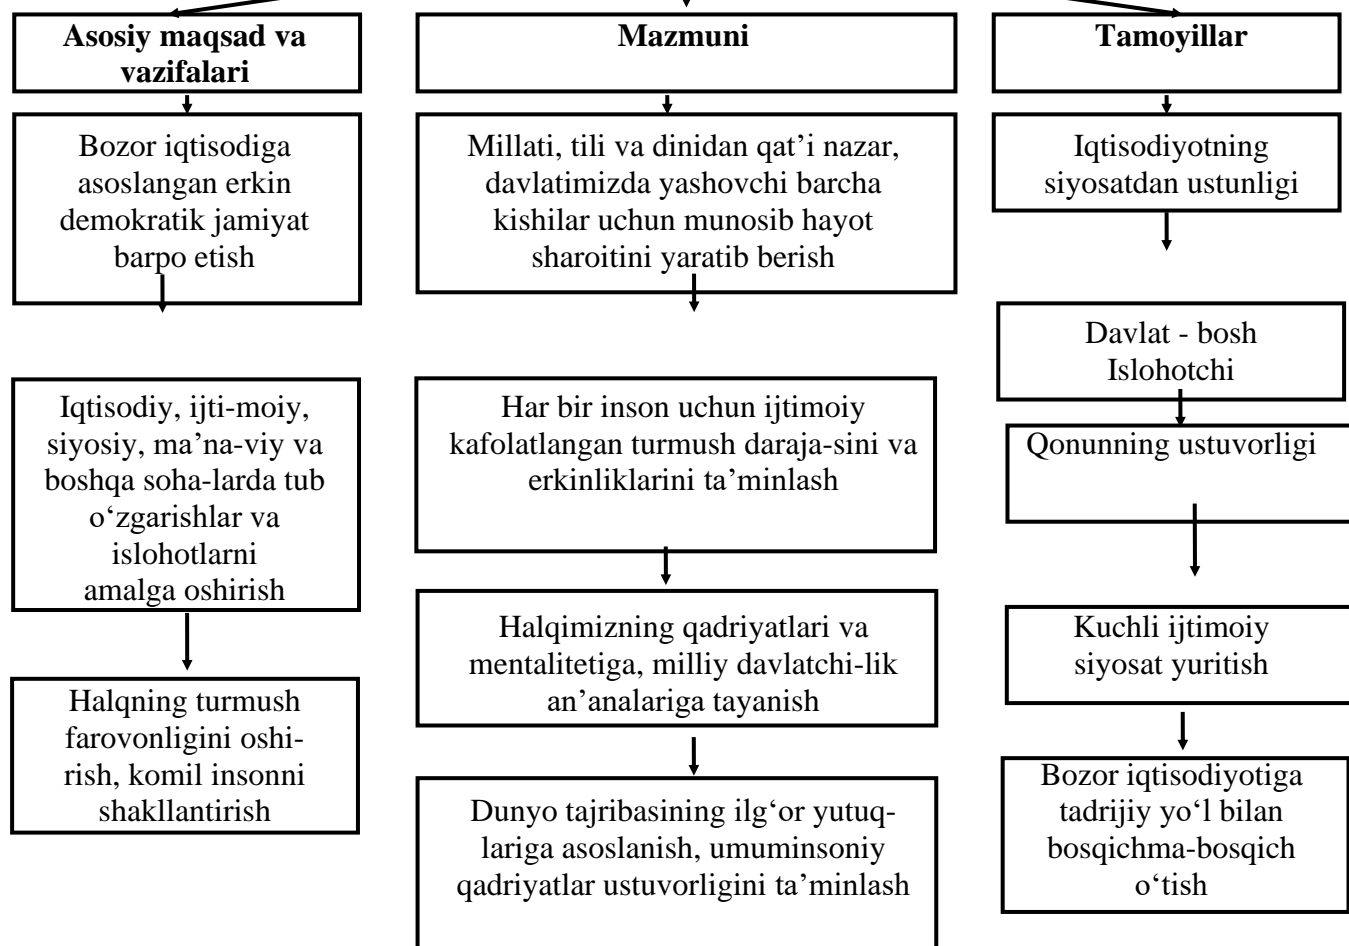 Asosiy maqsad va
vazifalari
Bozor iqtisodiga
asoslangan erkin
demokratik jamiyat
barpo etish
Iqtisodiy, ijti-moiy,
siyosiy, ma’na-viy va
boshqa soha-larda tub
o‘zgarishlar va
islohotlarni
amalga oshirish
Halqning turmush
farovonligini oshi-
rish, komil insonni
shakllantirish
Mazmuni
Millati, tili va dinidan qat’i nazar,
davlatimizda yashovchi barcha
kishilar uchun munosib hayot
sharoitini yaratib berish
Har bir inson uchun ijtimoiy
kafolatlangan turmush daraja-sini va
erkinliklarini ta’minlash
Halqimizning qadriyatlari va
mentalitetiga, milliy davlatchi-lik
an’analariga tayanish
Dunyo tajribasining ilg‘or yutuq-
lariga asoslanish, umuminsoniy
qadriyatlar ustuvorligini ta’minlash
Tamoyillar
Iqtisodiyotning
siyosatdan ustunligi
Davlat - bosh
Islohotchi
Qonunning ustuvorligi
Kuchli ijtimoiy
siyosat yuritish
Bozor iqtisodiyotiga
tadrijiy yo‘l bilan
bosqichma-bosqich
o‘tish